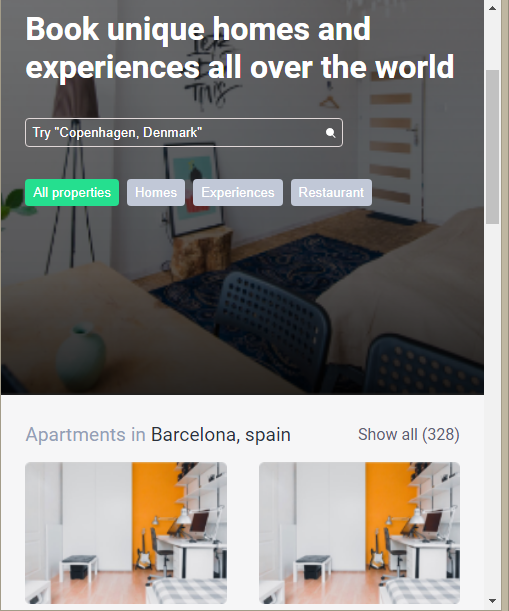 Book unique homes and
experiences all over the world
Try "Copenhagen, Denmark"
All properties
Homes
Experiences
Restaurant
Apartments in Barcelona, spain
Show all (328)